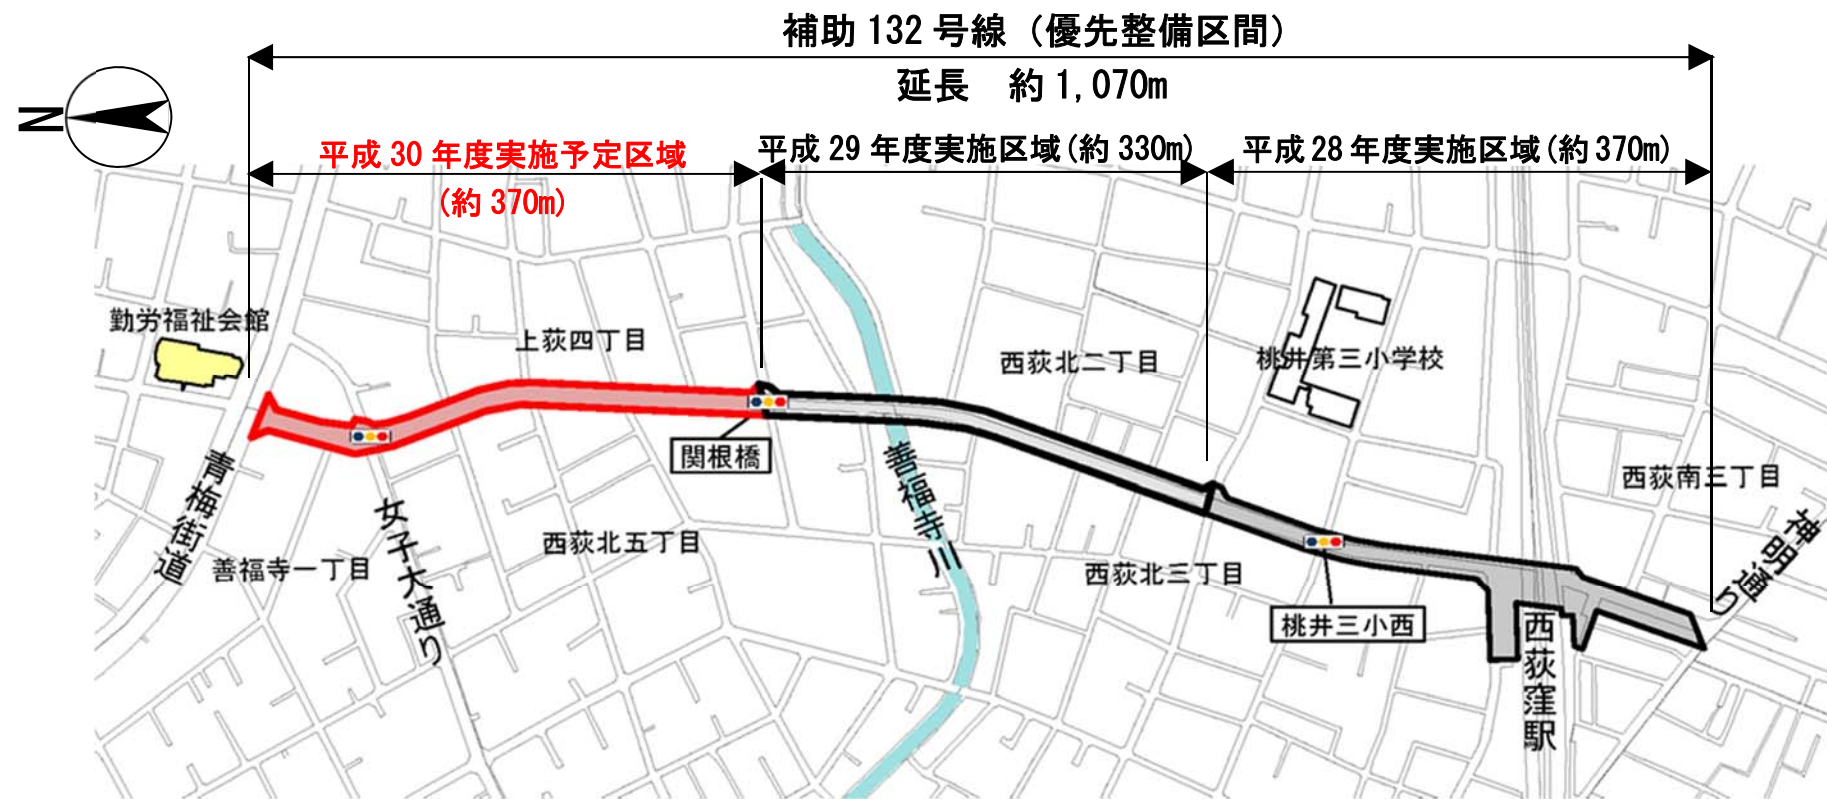 補助132号線（優先整備区間）
延長　約1,070m
N
平成30年度実施予定区域
(約370m)
平成29年度実施区域(約330m)
平成28年度実施区域(約370m)
勤労福祉会館
上荻四丁目
西荻北二丁目
桃井第三小学校
関根橋
青梅街道
善福寺川
西荻南三丁目
神明通り
女子大通り
善福寺一丁目
西荻北五丁目
西荻北三丁目
桃井三小西
西荻窪駅